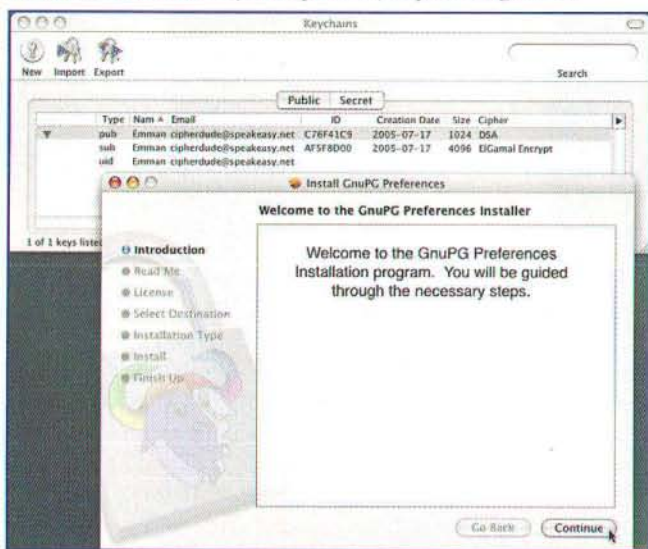 Keychains
New Import Export
Search
Public Secret
Type Nam Email ID Creation Date Size Cipher
pub Emman cipherdude@speakeasy.net C76F41C9 2005-07-17 1024 DSA
sub Emman cipherdude@speakeasy.net AF5F8D00 2005-07-17 4096 ElGamal Encrypt
uid Emman cipherdude@speakeasy.net
Install GnuPG Preferences
Welcome to the GnuPG Preferences Installer
1 of 1 keys listed
Introduction
Read Me
License
Select Destination
Installation Type
Install
Finish Up
Welcome to the GnuPG Preferences
Installation program. You will be guided
through the necessary steps.
Go Back Continue